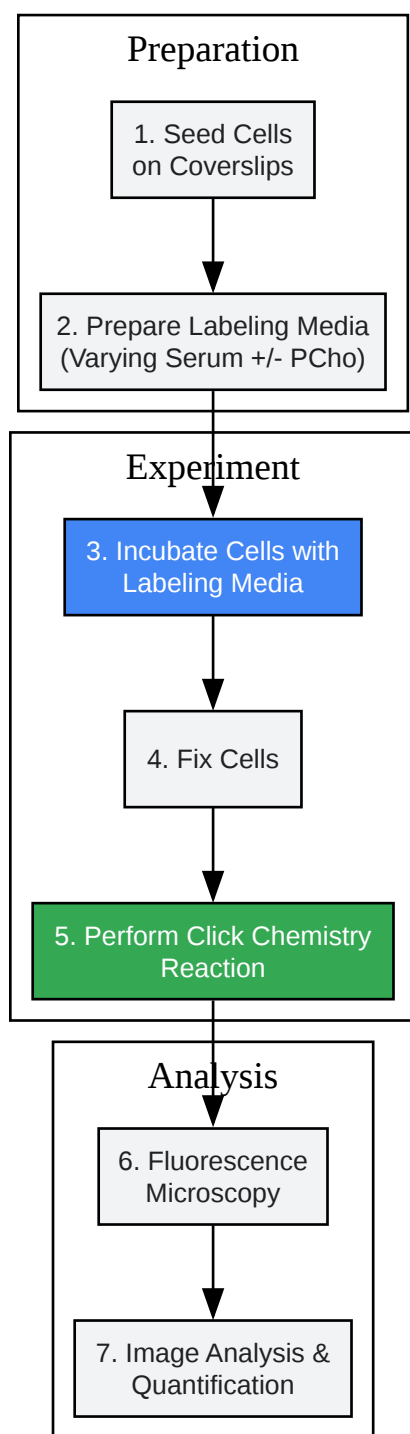 Preparation
1. Seed Cells
on Coverslips
2. Prepare Labeling Media
(Varying Serum +/- PCho)
Experiment
3. Incubate Cells with
Labeling Media
4. Fix Cells
5. Perform Click Chemistry
Reaction
Analysis
6. Fluorescence
Microscopy
7. Image Analysis &
Quantification